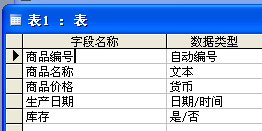 表1 : 表
字段名称 数据类型
商品编号 自动编号
商品名称 文本
商品价格 货币
生产日期 日期/时间
库存 是/否